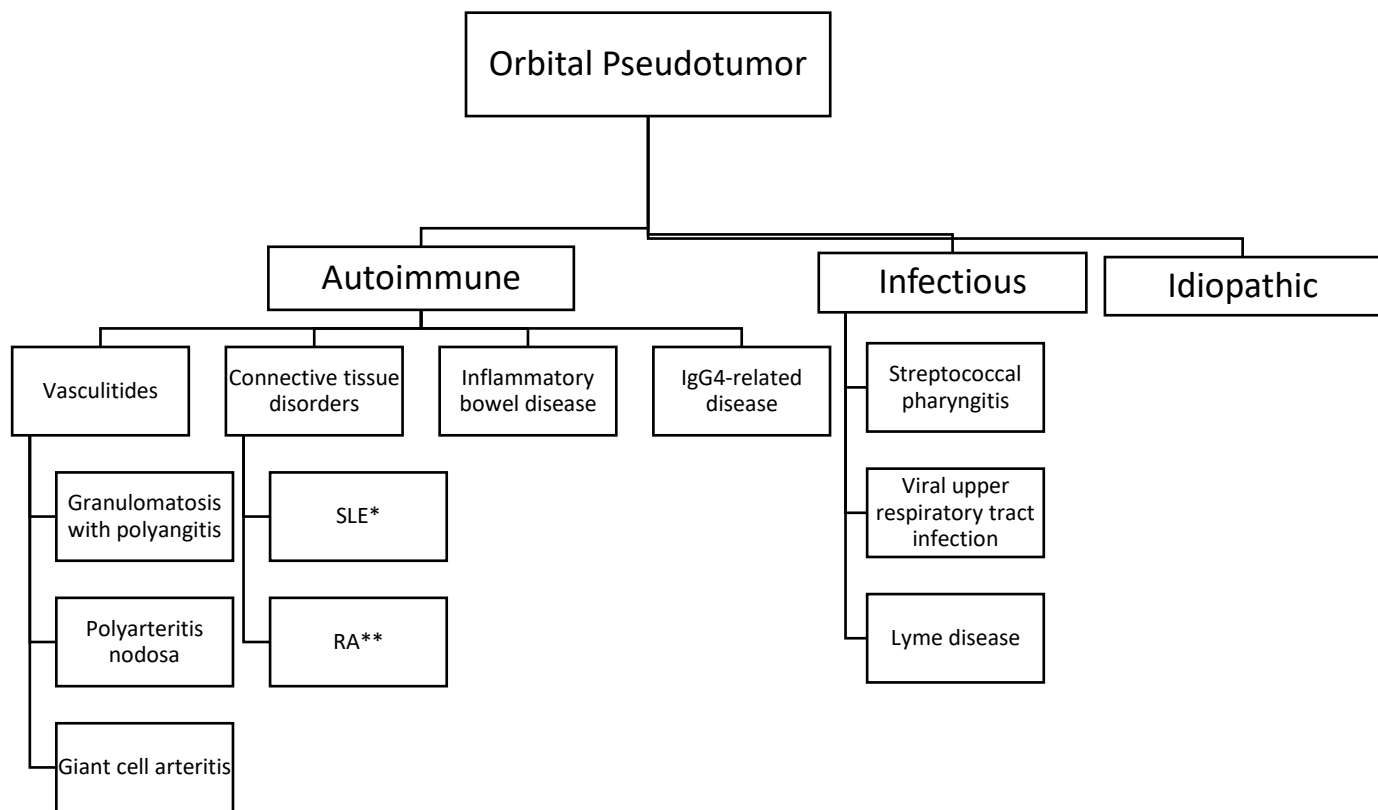 Orbital Pseudotumor
Autoimmune
Infectious
Idiopathic
Vasculitides
Connective tissue
disorders
Inflammatory
bowel disease
IgG4-related
disease
Streptococcal
pharyngitis
Granulomatosis
with polyangitis
SLE*
Viral upper
respiratory tract
infection
Polyarteritis
nodosa
RA**
Lyme disease
Giant cell arteritis